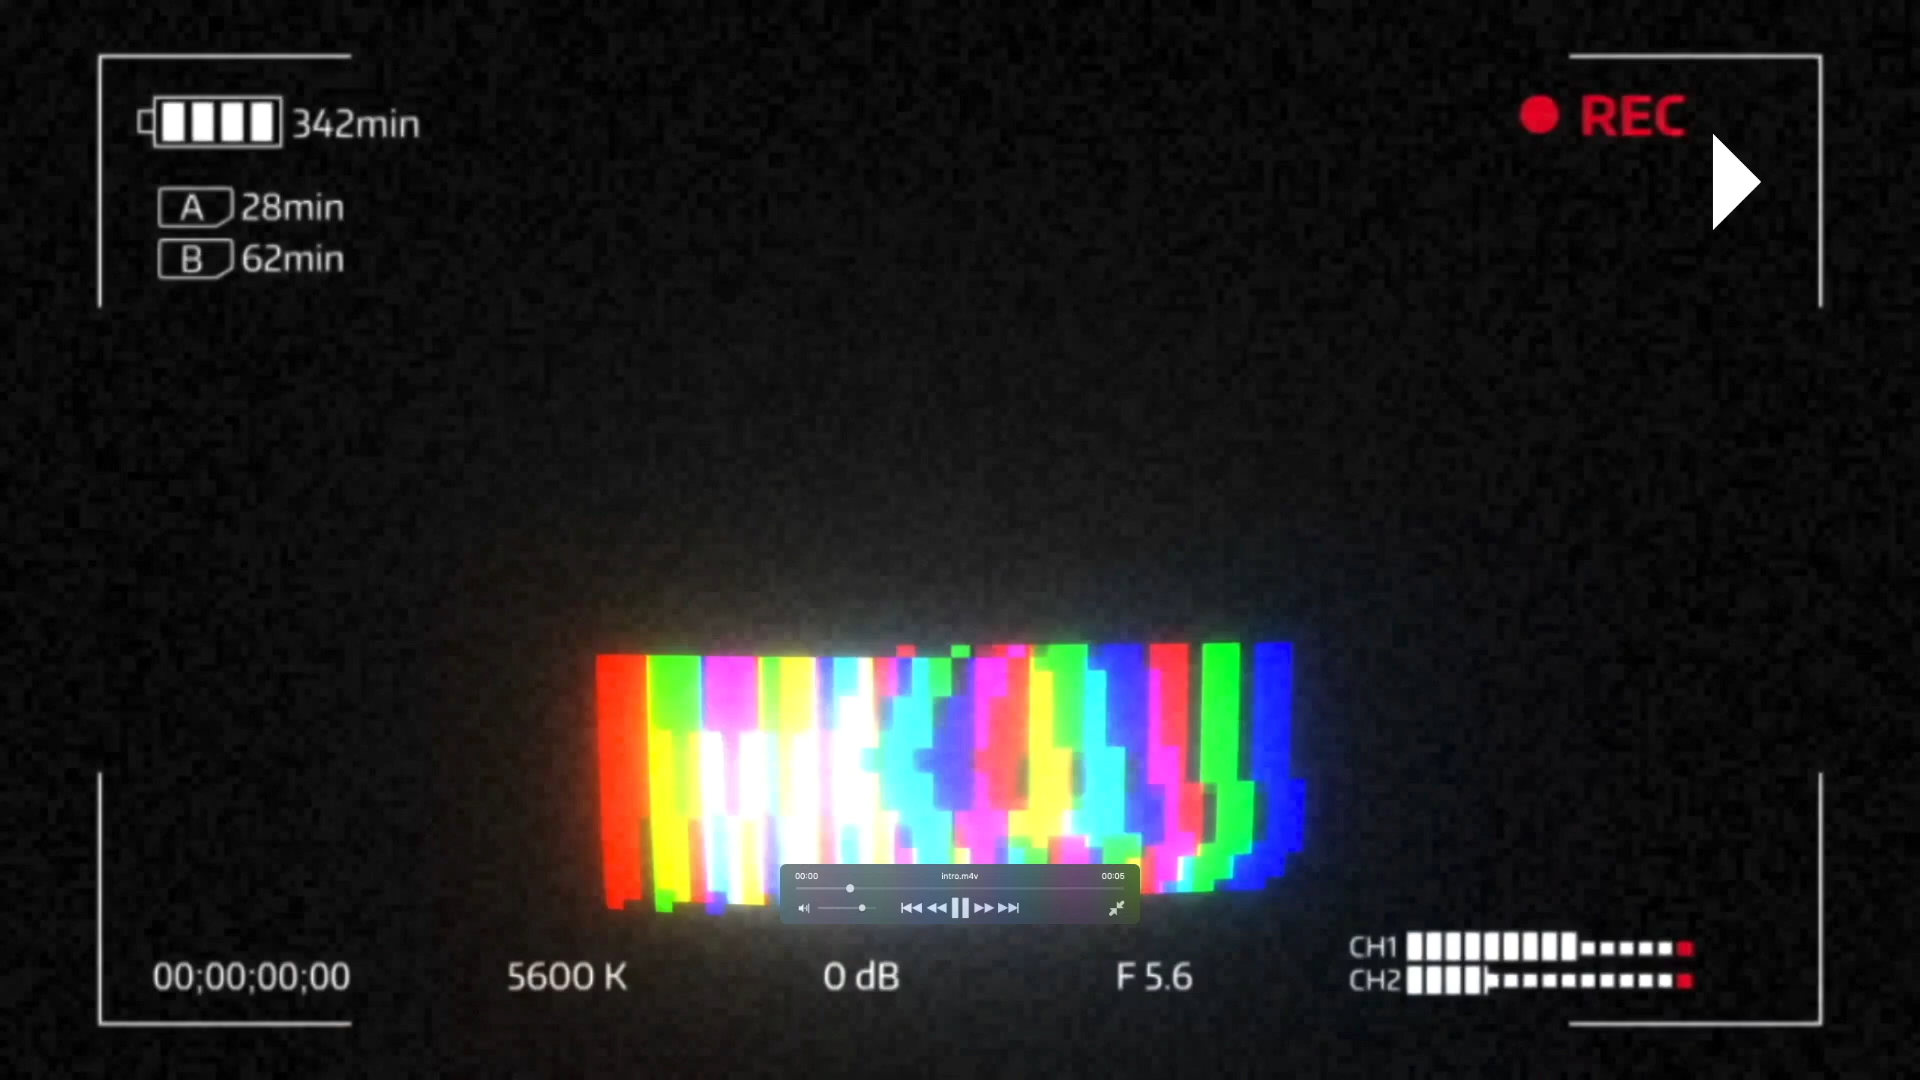 342min
REC
A 28min
B 62min
00:00 intro.m4v 00:05
CH1
00;00;00;00 5600 K 0 dB F 5.6 CH2